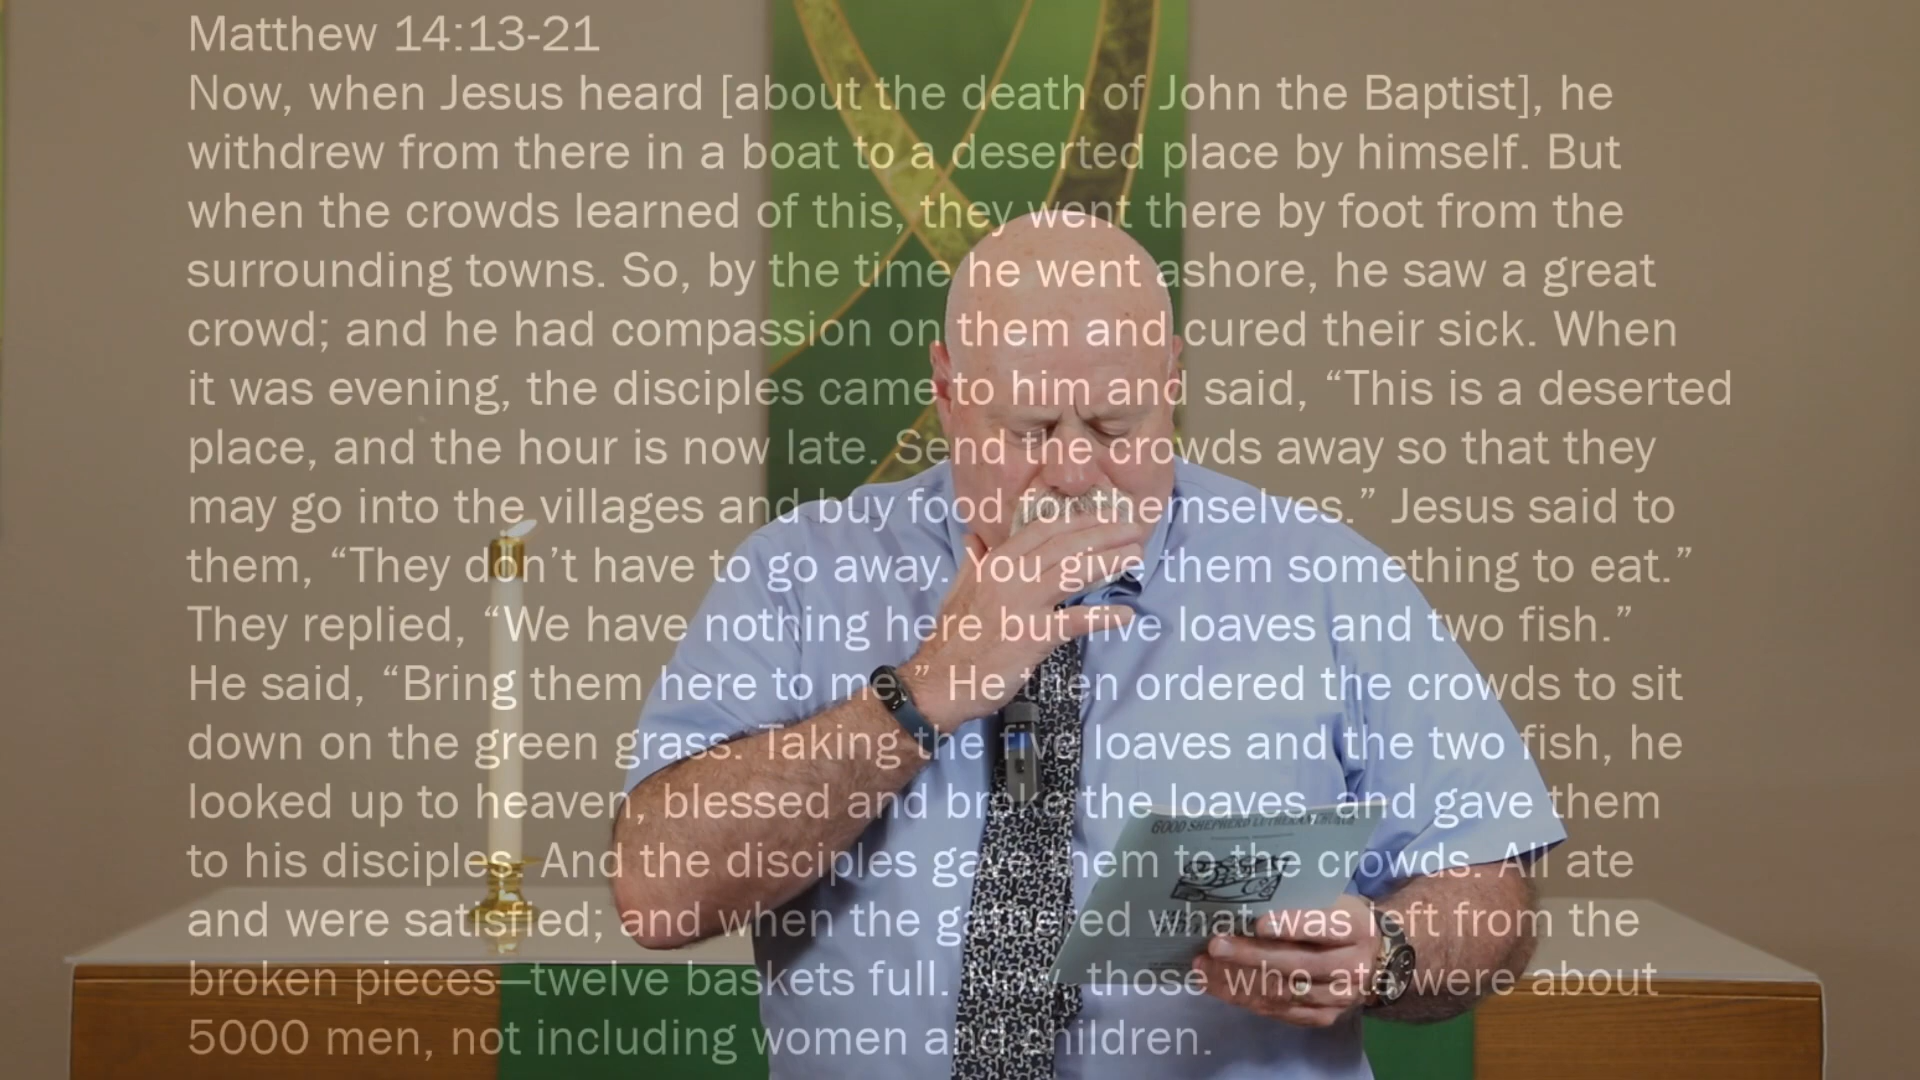 Matthew 14:13-21
Now, when Jesus heard [about the death of John the Baptist], he
withdrew from there in a boat to a deserted place by himself. But
when the crowds learned of this, they went there by foot from the
surrounding towns. So, by the time he went ashore, he saw a great
crowd; and he had compassion on them and cured their sick. When
it was evening, the disciples came to him and said, “This is a deserted
place, and the hour is now late. Send the crowds away so that they
may go into the villages and buy food for themselves.” Jesus said to
them, “They don’t have to go away. You give them something to eat.”
They replied, “We have nothing here but five loaves and two fish.”
He said, “Bring them here to me.” He then ordered the crowds to sit
down on the green grass. Taking the five loaves and the two fish, he
looked up to heaven, blessed and broke the loaves, and gave them
to his disciples. And the disciples gave them to the crowds. All ate
and were satisfied; and when the gathered what was left from the
broken pieces—twelve baskets full. Now, those who ate were about
5000 men, not including women and children.
GOOD SHEPHERD LUTHERAN CHURCH